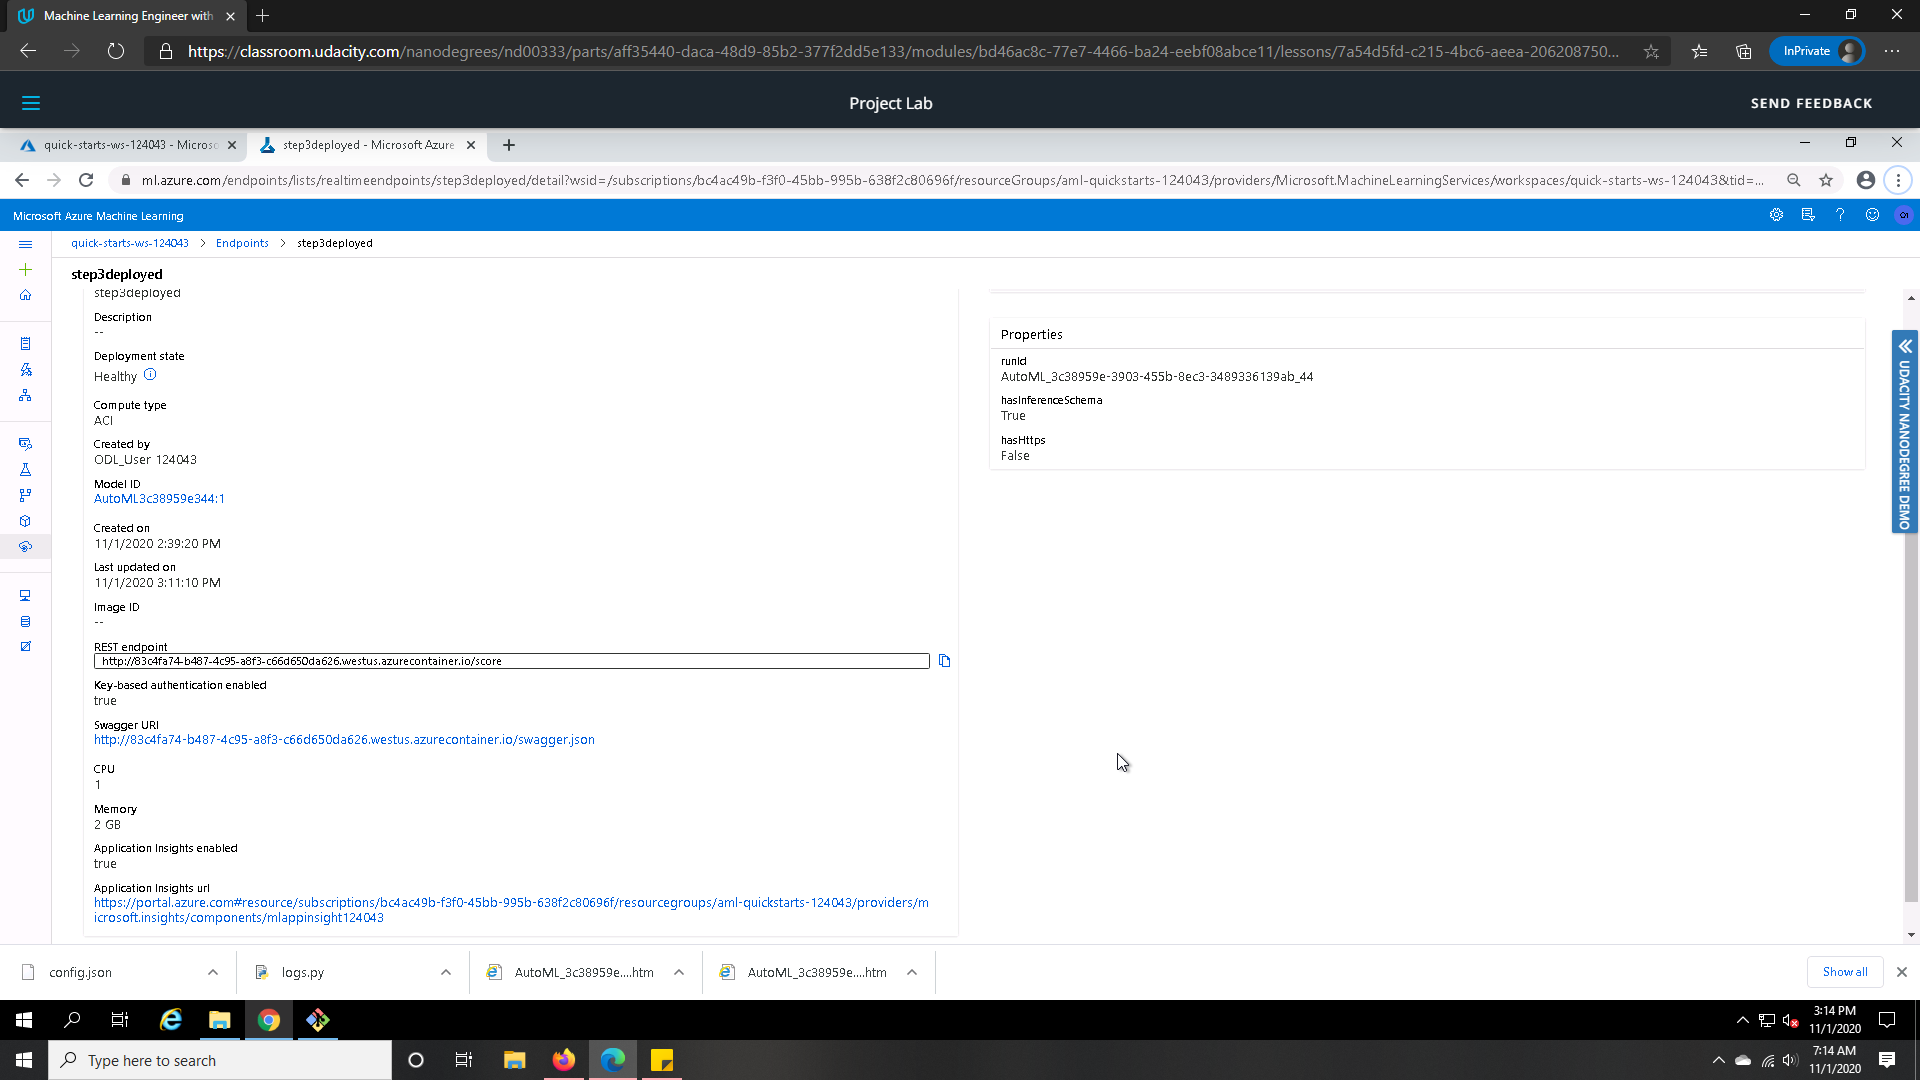 Machine Learning Engineer with
https://classroom.udacity.com/nanodegrees/nd00333/parts/aff35440-daca-48d9-85b2-377f2dd5e133/modules/bd46ac8c-77e7-4466-ba24-eebf08abce11/lessons/7a54d5fd-c215-4bc6-aeea-206208750...
InPrivate
Project Lab
SEND FEEDBACK
quick-starts-ws-124043 - Microso
step3deployed - Microsoft Azure
ml.azure.com/endpoints/lists/realtimeendpoints/step3deployed/detail?wsid=/subscriptions/bc4ac49b-f3f0-45bb-995b-638f2c80696f/resourceGroups/aml-quickstarts-124043/providers/Microsoft.MachineLearningServices/workspaces/quick-starts-ws-124043&tid=...
Microsoft Azure Machine Learning
quick-starts-ws-124043 > Endpoints > step3deployed
step3deployed
step3deployed
Description
--
Deployment state
Healthy
Compute type
ACI
Created by
ODL_User 124043
Model ID
AutoML3c38959e344:1
Created on
11/1/2020 2:39:20 PM
Last updated on
11/1/2020 3:11:10 PM
Image ID
--
REST endpoint
http://83c4fa74-b487-4c95-a8f3-c66d650da626.westus.azurecontainer.io/score
Key-based authentication enabled
true
Swagger URI
http://83c4fa74-b487-4c95-a8f3-c66d650da626.westus.azurecontainer.io/swagger.json
CPU
1
Memory
2 GB
Application Insights enabled
true
Application Insights url
https://portal.azure.com#resource/subscriptions/bc4ac49b-f3f0-45bb-995b-638f2c80696f/resourcegroups/aml-quickstarts-124043/providers/m
icrosoft.insights/components/mlappinsight124043
Properties
runId
AutoML_3c38959e-3903-455b-8ec3-3489336139ab_44
hasInferenceSchema
True
hasHttps
False
UDACITY NANODEGREE DEMO
config.json
logs.py
AutoML_3c38959e....htm
AutoML_3c38959e....htm
Show all
3:14 PM
11/1/2020
Type here to search
7:14 AM
11/1/2020